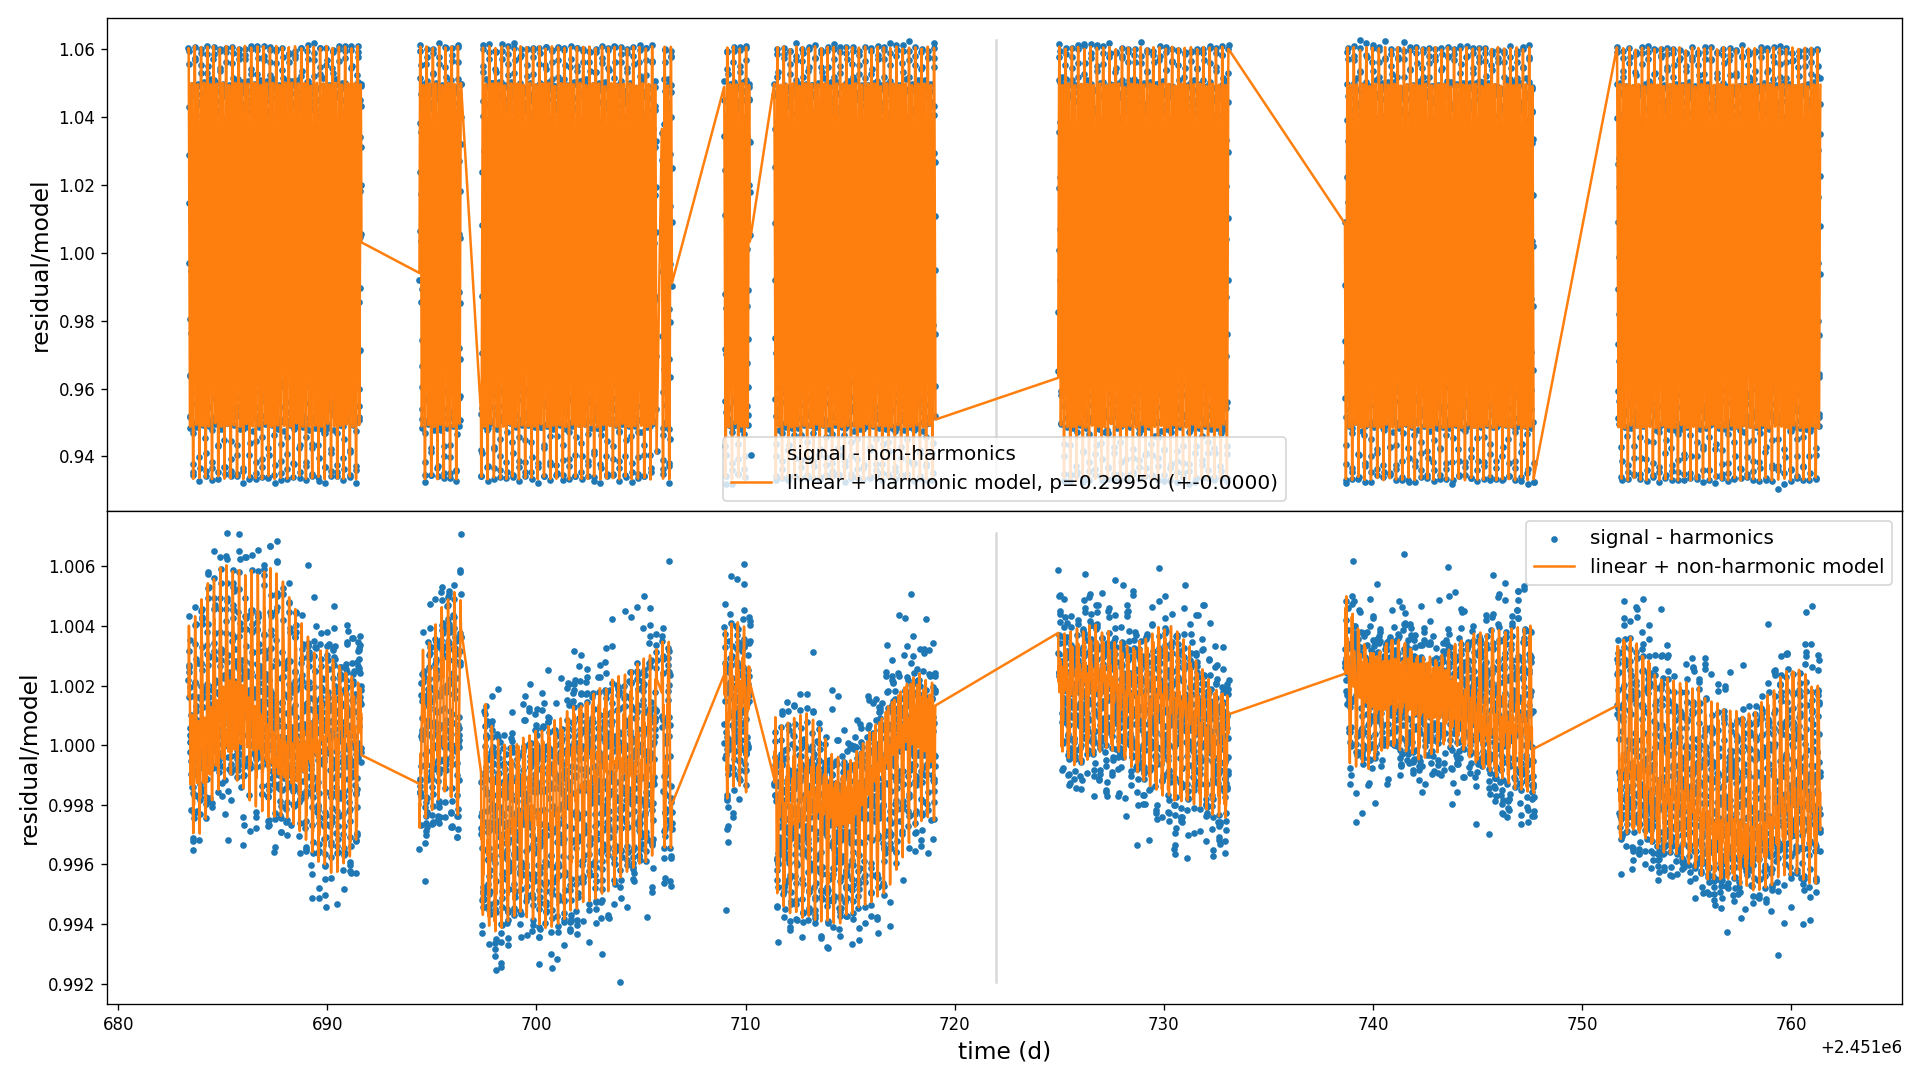 1.06
1.04
1.02
1.00
0.98
0.96
0.94
residual/model
signal - non-harmonics
linear + harmonic model, p=0.2995d (+-0.0000)
signal - harmonics
linear + non-harmonic model
1.006
1.004
1.002
1.000
0.998
0.996
0.994
0.992
residual/model
680 690 700 710 720 730 740 750 760
time (d)
+2.451e6